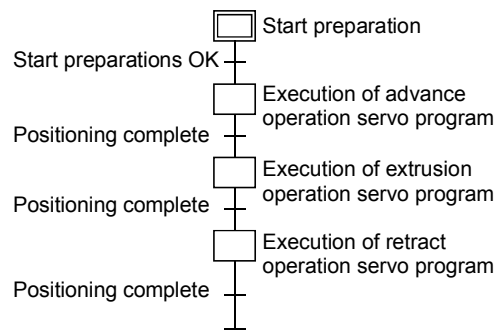 Start preparation
Start preparations OK
Execution of advance
operation servo program
Positioning complete
Execution of extrusion
operation servo program
Positioning complete
Execution of retract
operation servo program
Positioning complete